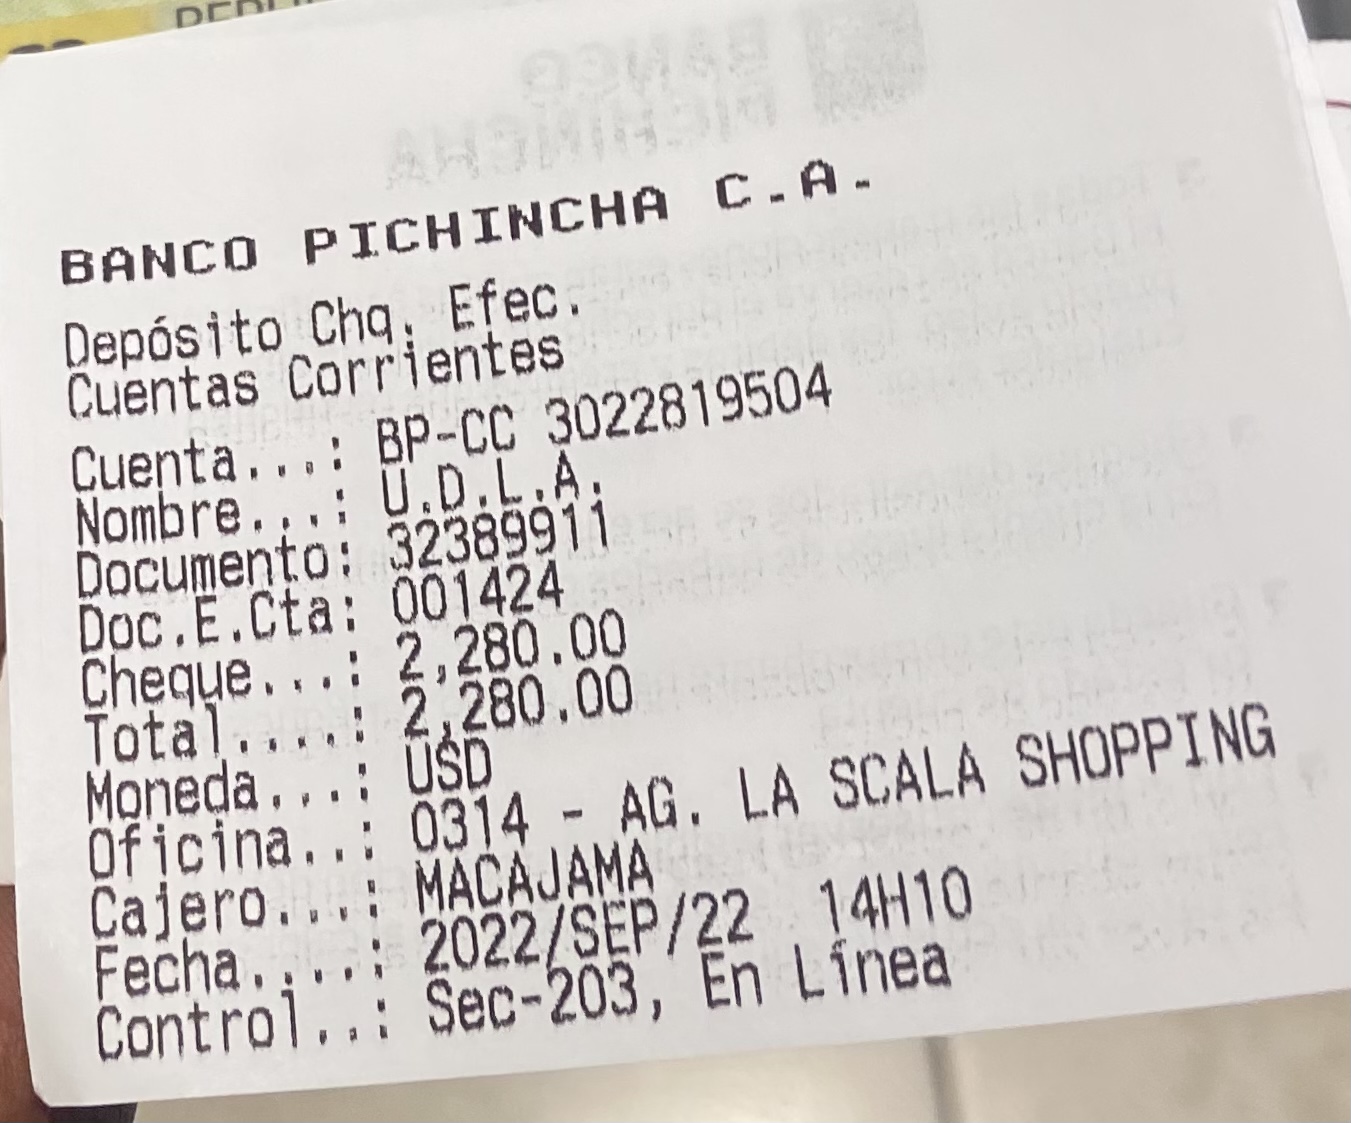 BANCO PICHINCHA C.A.
Depósito Chq. Efec.
Cuentas Corrientes
Cuenta...: BP-CC 3022819504
Nombre...: U.D.L.A.
Documento: 32389911
Doc.E.Cta: 001424
Cheque...: 2,280.00
Total....: 2,280.00
Moneda...: USD
Oficina..: 0314 - AG. LA SCALA SHOPPING
Cajero...: MACAJAMA
Fecha....: 2022/SEP/22 14H10
Control..: Sec-203, En Línea